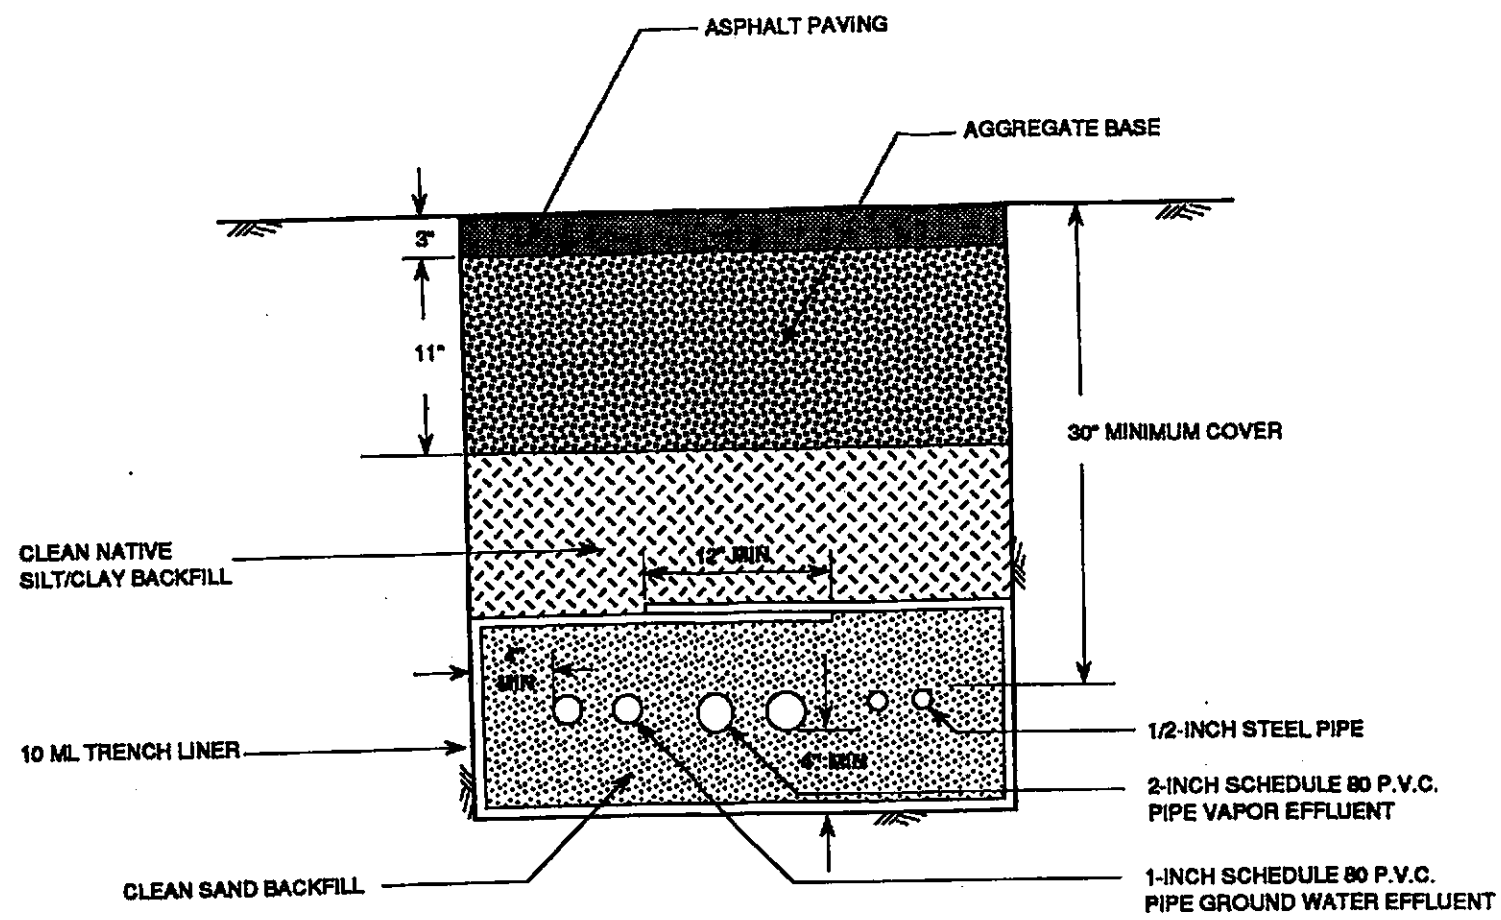 ASPHALT PAVING
AGGREGATE BASE
3"
11"
30" MINIMUM COVER
CLEAN NATIVE
SILT/CLAY BACKFILL
12" MIN
4"
MIN
10 ML TRENCH LINER
4" MIN
1/2-INCH STEEL PIPE
2-INCH SCHEDULE 80 P.V.C.
PIPE VAPOR EFFLUENT
CLEAN SAND BACKFILL
1-INCH SCHEDULE 80 P.V.C.
PIPE GROUND WATER EFFLUENT